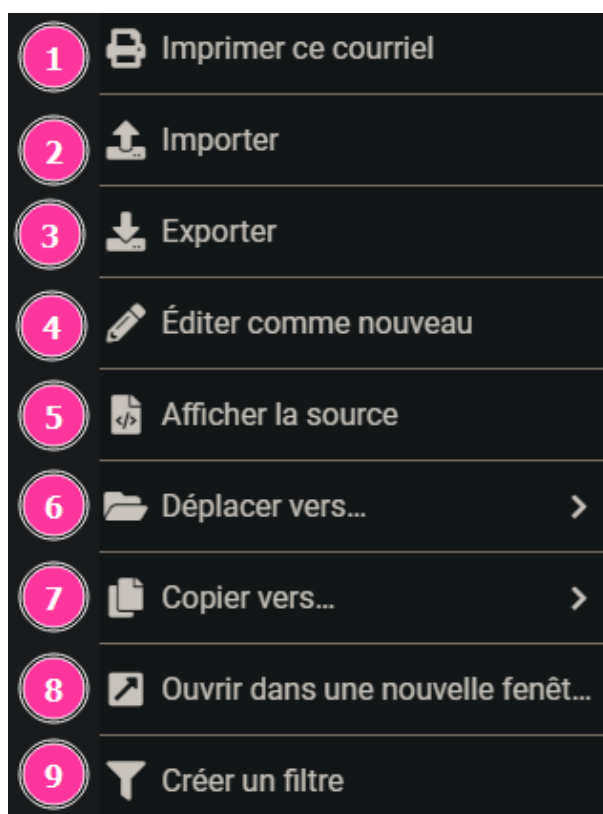 1 Imprimer ce courriel
2 Importer
3 Exporter
4 Éditer comme nouveau
5 </> Afficher la source
6 Déplacer vers…
7 Copier vers…
8 Ouvrir dans une nouvelle fenêt…
9 Créer un filtre